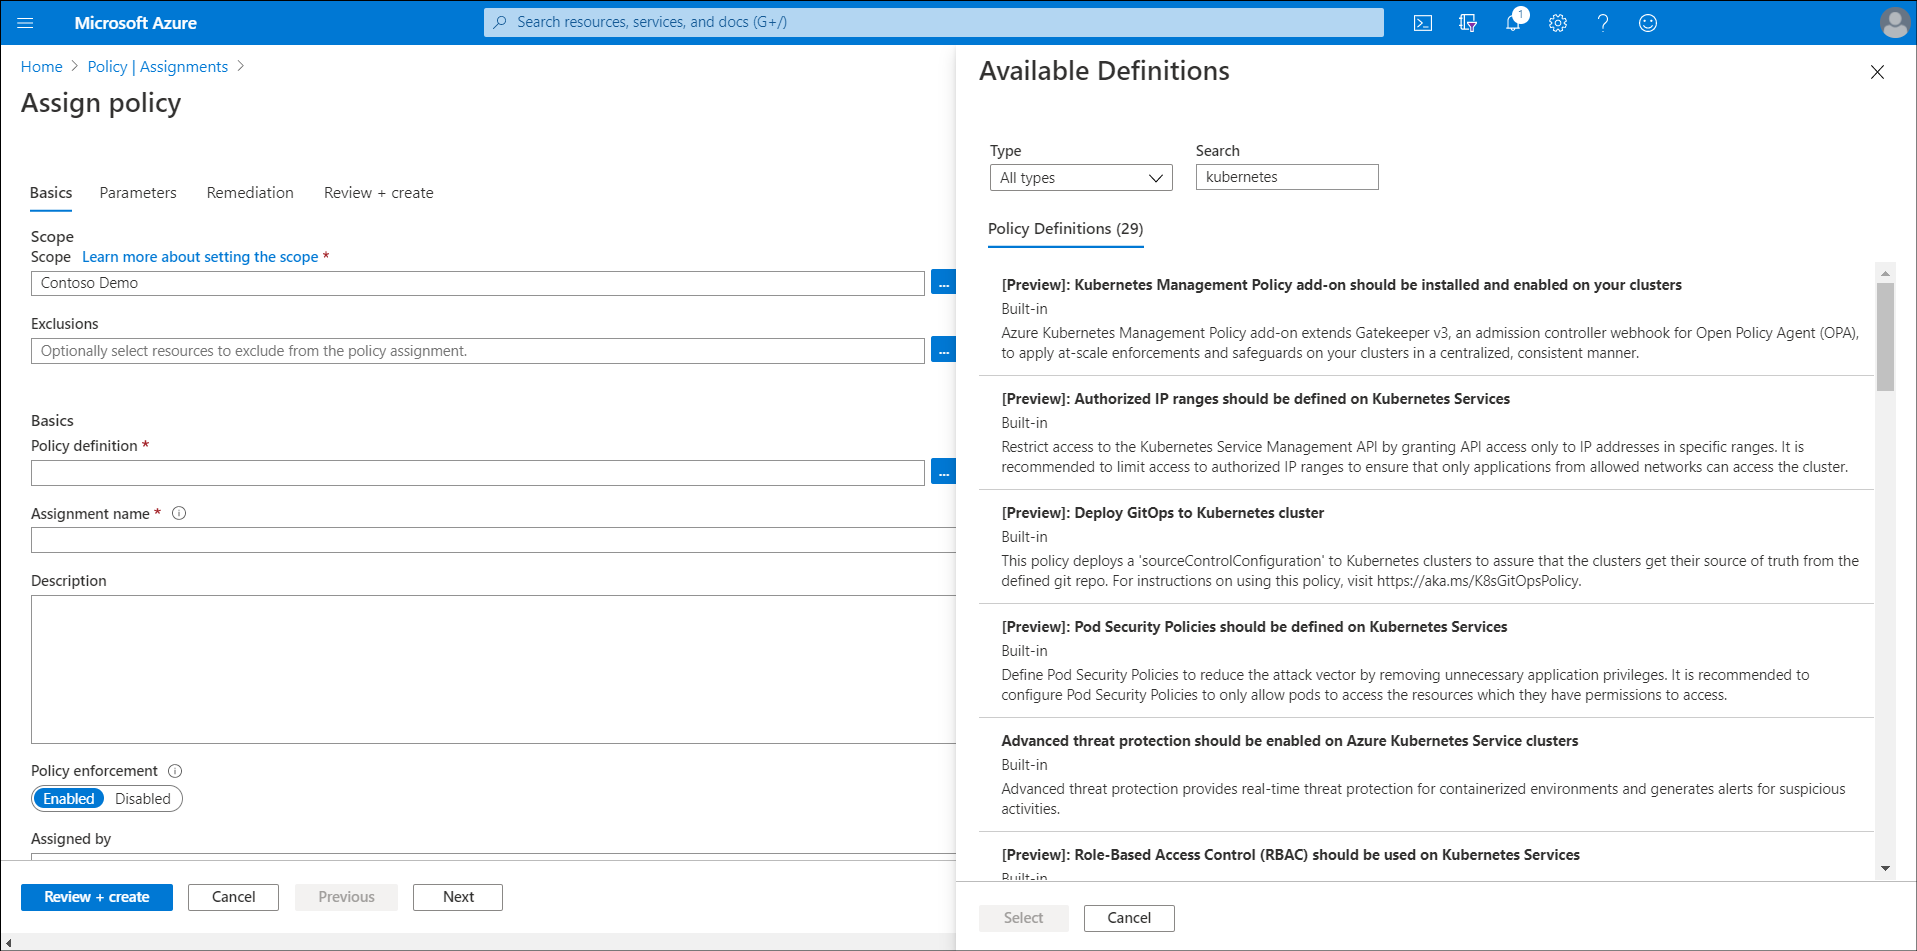 Microsoft Azure
Search resources, services, and docs (G+/)
1
Home > Policy | Assignments >
Assign policy
Basics Parameters Remediation Review + create
Scope
Scope Learn more about setting the scope *
Contoso Demo
...
Exclusions
Optionally select resources to exclude from the policy assignment.
...
Basics
Policy definition *
...
Assignment name *
Description
Policy enforcement
Enabled Disabled
Assigned by
Review + create Cancel Previous Next
Available Definitions
Type Search
All types kubernetes
Policy Definitions (29)
[Preview]: Kubernetes Management Policy add-on should be installed and enabled on your clusters
Built-in
Azure Kubernetes Management Policy add-on extends Gatekeeper v3, an admission controller webhook for Open Policy Agent (OPA),
to apply at-scale enforcements and safeguards on your clusters in a centralized, consistent manner.
[Preview]: Authorized IP ranges should be defined on Kubernetes Services
Built-in
Restrict access to the Kubernetes Service Management API by granting API access only to IP addresses in specific ranges. It is
recommended to limit access to authorized IP ranges to ensure that only applications from allowed networks can access the cluster.
[Preview]: Deploy GitOps to Kubernetes cluster
Built-in
This policy deploys a 'sourceControlConfiguration' to Kubernetes clusters to assure that the clusters get their source of truth from the
defined git repo. For instructions on using this policy, visit https://aka.ms/K8sGitOpsPolicy.
[Preview]: Pod Security Policies should be defined on Kubernetes Services
Built-in
Define Pod Security Policies to reduce the attack vector by removing unnecessary application privileges. It is recommended to
configure Pod Security Policies to only allow pods to access the resources which they have permissions to access.
Advanced threat protection should be enabled on Azure Kubernetes Service clusters
Built-in
Advanced threat protection provides real-time threat protection for containerized environments and generates alerts for suspicious
activities.
[Preview]: Role-Based Access Control (RBAC) should be used on Kubernetes Services
Built-in
Select Cancel